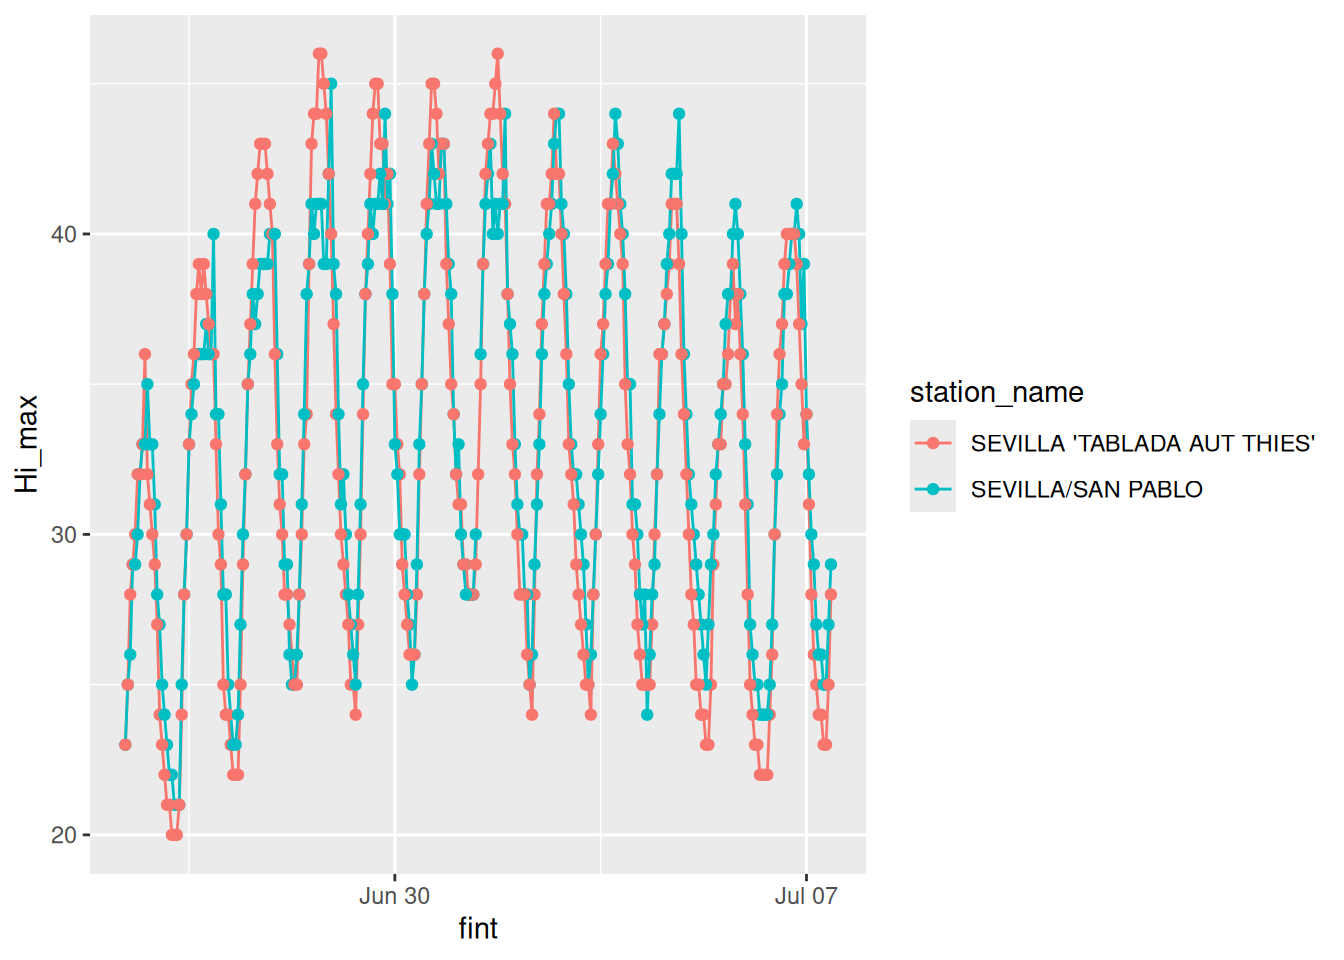 Hi_max
40
30
20
Jun 30
Jul 07
fint
station_name
SEVILLA 'TABLADA AUT THIES'
SEVILLA/SAN PABLO